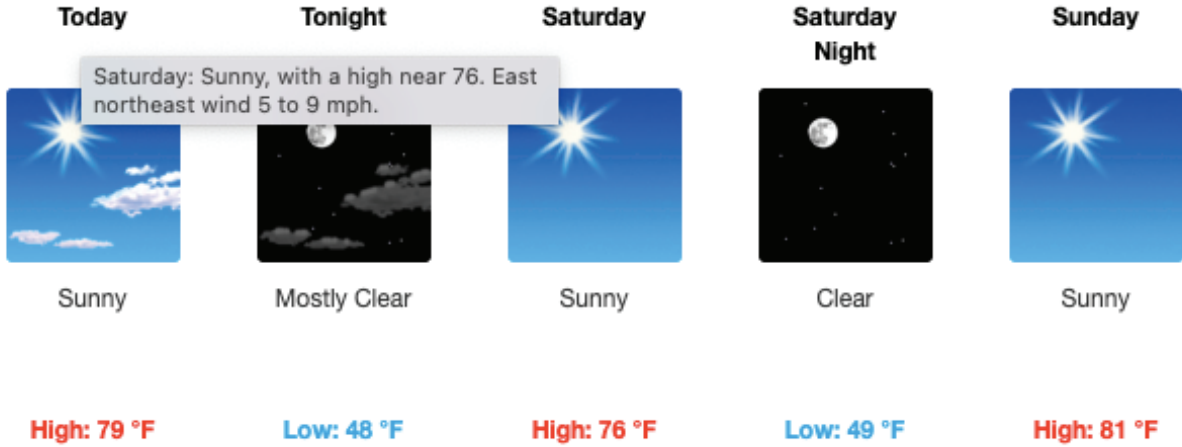 Today
Tonight
Saturday
Saturday
Night
Sunday
Saturday: Sunny, with a high near 76. East
northeast wind 5 to 9 mph.
Sunny
Mostly Clear
Sunny
Clear
Sunny
High: 79 °F
Low: 48 °F
High: 76 °F
Low: 49 °F
High: 81 °F